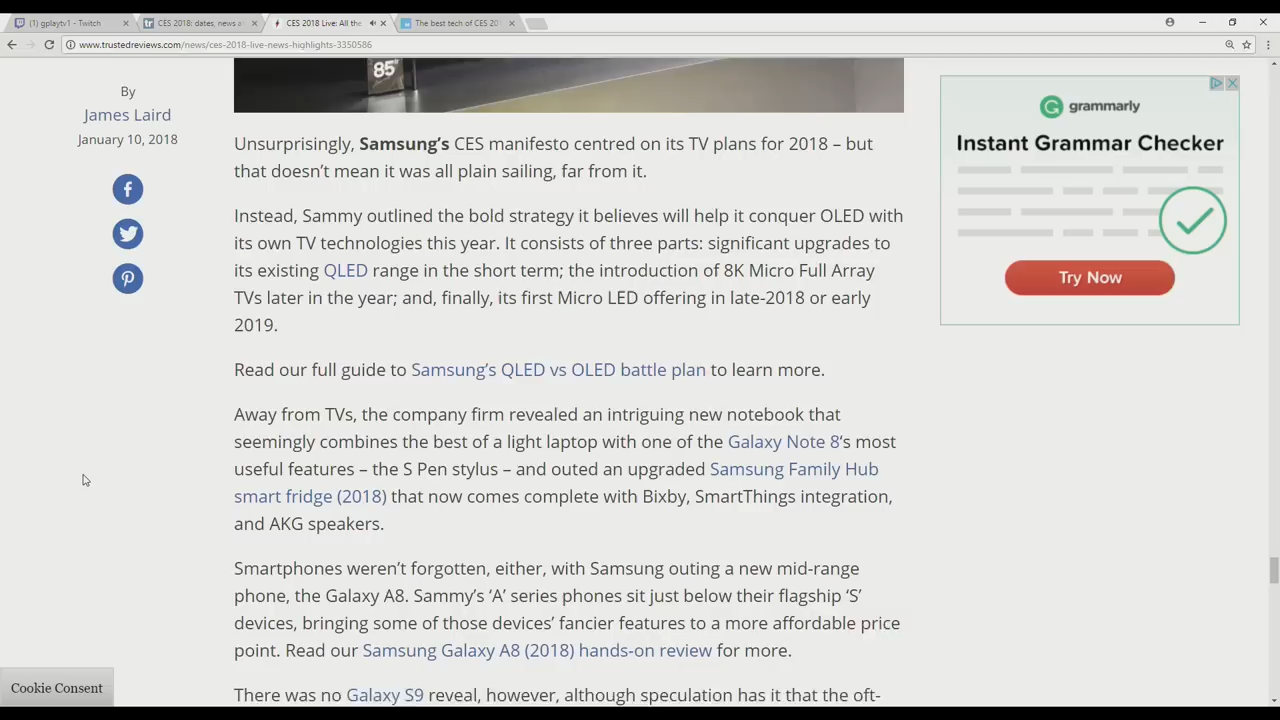 (1) gplaytv1 - Twitch
CES 2018: dates, news a
CES 2018 Live: All the
The best tech of CES 201
www.trustedreviews.com/news/ces-2018-live-news-highlights-3350586
85"
By
James Laird
January 10, 2018
Unsurprisingly, Samsung's CES manifesto centred on its TV plans for 2018 – but
that doesn't mean it was all plain sailing, far from it.
Instead, Sammy outlined the bold strategy it believes will help it conquer OLED with
its own TV technologies this year. It consists of three parts: significant upgrades to
its existing QLED range in the short term; the introduction of 8K Micro Full Array
TVs later in the year; and, finally, its first Micro LED offering in late-2018 or early
2019.
Read our full guide to Samsung's QLED vs OLED battle plan to learn more.
Away from TVs, the company firm revealed an intriguing new notebook that
seemingly combines the best of a light laptop with one of the Galaxy Note 8's most
useful features – the S Pen stylus – and outed an upgraded Samsung Family Hub
smart fridge (2018) that now comes complete with Bixby, SmartThings integration,
and AKG speakers.
Smartphones weren't forgotten, either, with Samsung outing a new mid-range
phone, the Galaxy A8. Sammy's 'A' series phones sit just below their flagship 'S'
devices, bringing some of those devices' fancier features to a more affordable price
point. Read our Samsung Galaxy A8 (2018) hands-on review for more.
There was no Galaxy S9 reveal, however, although speculation has it that the oft-
grammarly
Instant Grammar Checker
Try Now
Cookie Consent